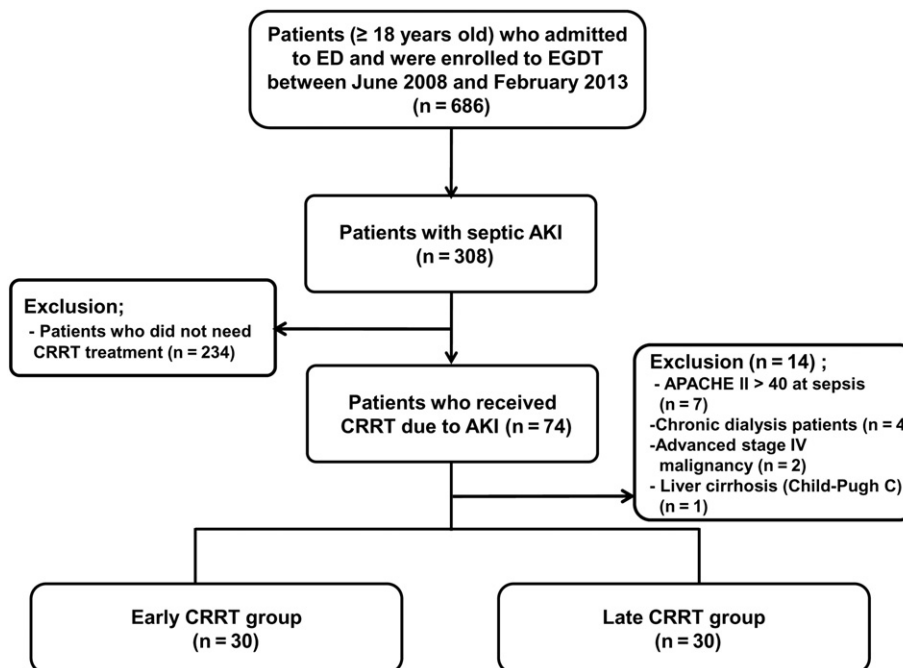 Patients (≥ 18 years old) who admitted
to ED and were enrolled to EGDT
between June 2008 and February 2013
(n = 686)
Patients with septic AKI
(n = 308)
Exclusion;
- Patients who did not need
CRRT treatment (n = 234)
Patients who received
CRRT due to AKI (n = 74)
Exclusion (n = 14) ;
- APACHE II > 40 at sepsis
(n = 7)
-Chronic dialysis patients (n = 4
-Advanced stage IV
malignancy (n = 2)
- Liver cirrhosis (Child-Pugh C)
(n = 1)
Early CRRT group
(n = 30)
Late CRRT group
(n = 30)